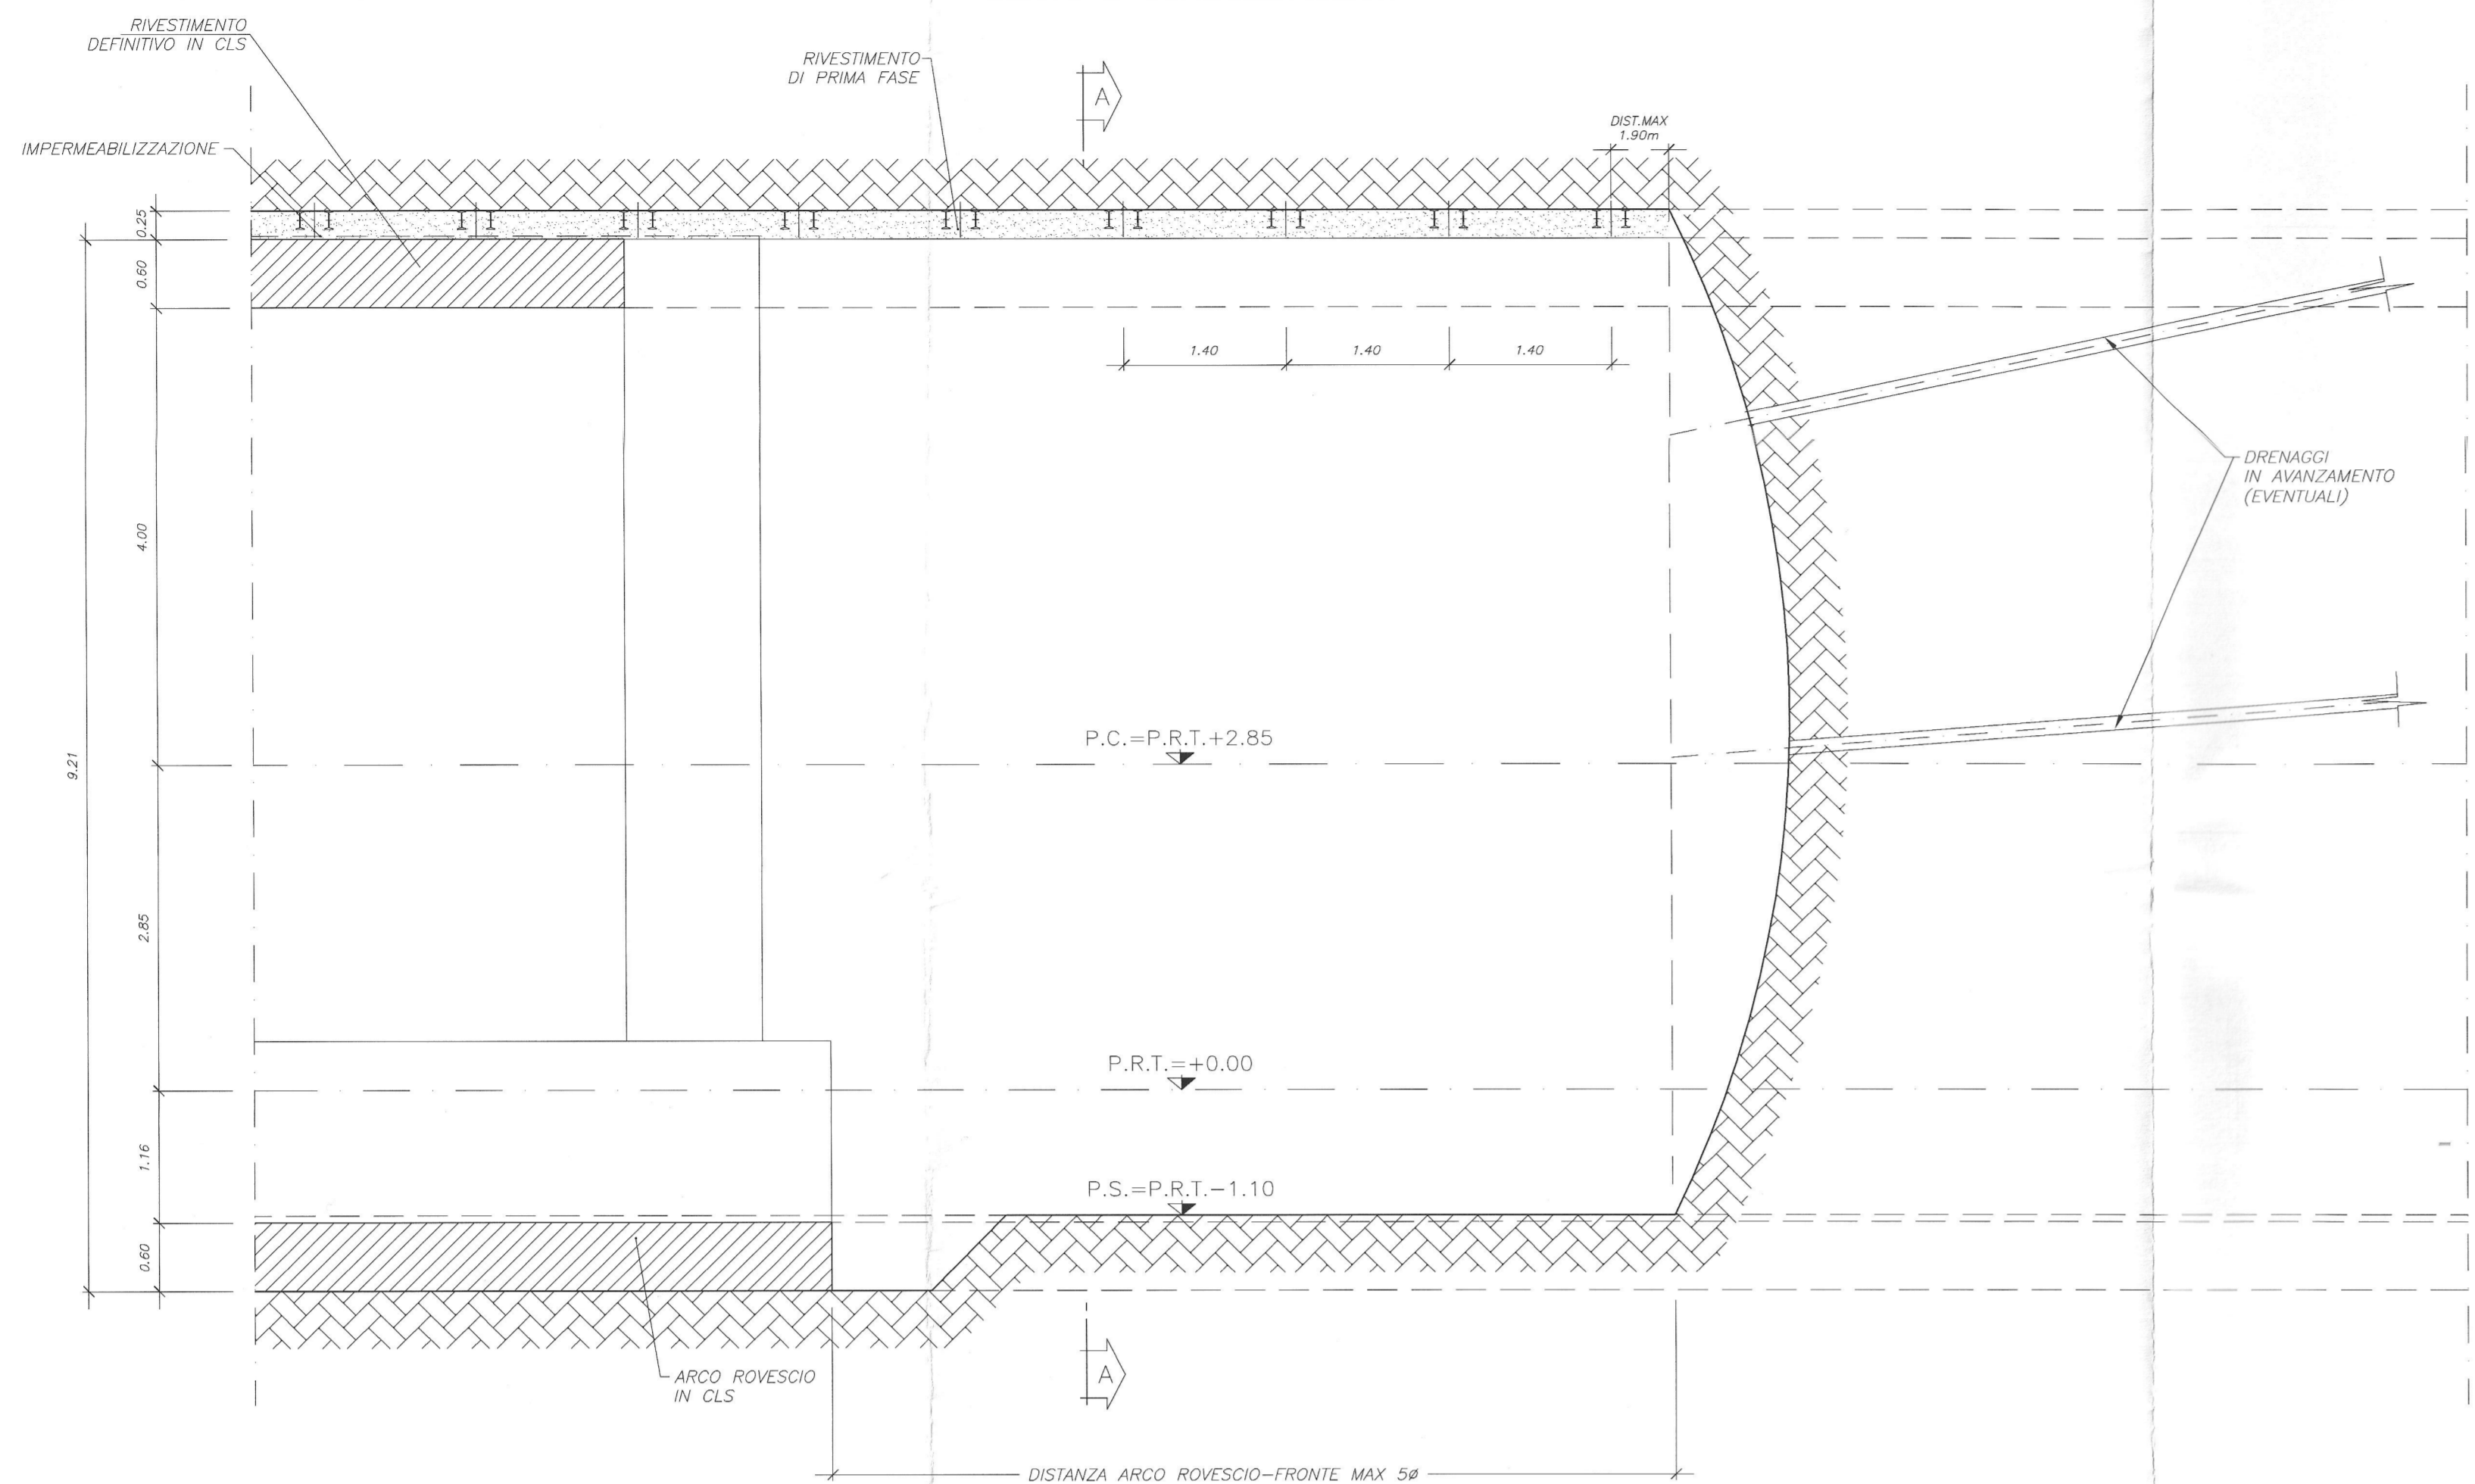 RIVESTIMENTO
DEFINITIVO IN CLS
RIVESTIMENTO
DI PRIMA FASE
A
DIST.MAX
1.90m
IMPERMEABILIZZAZIONE
0.25
0.60
1.40
1.40
1.40
4.00
DRENAGGI
IN AVANZAMENTO
(EVENTUALI)
P.C.=P.R.T.+2.85
9.21
2.85
P.R.T.=+0.00
1.16
P.S.=P.R.T.-1.10
0.60
ARCO ROVESCIO
IN CLS
A
DISTANZA ARCO ROVESCIO-FRONTE MAX 5ø